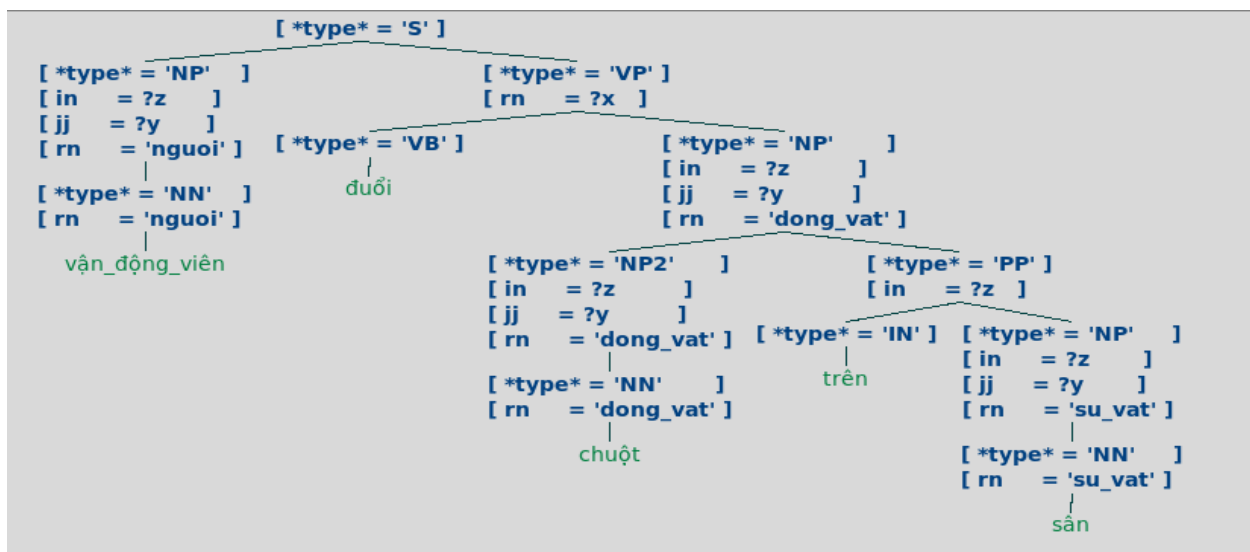 [ *type* = 'S' ]
[ *type* = 'NP' ]
[ in = ?z ]
[ jj = ?y ]
[ rn = 'nguoi' ]
[ *type* = 'VP' ]
[ rn = ?x ]
[ *type* = 'NN' ]
[ rn = 'nguoi' ]
vận_động_viên
[ *type* = 'VB' ]
đuổi
[ *type* = 'NP' ]
[ in = ?z ]
[ jj = ?y ]
[ rn = 'dong_vat' ]
[ *type* = 'NP2' ]
[ in = ?z ]
[ jj = ?y ]
[ rn = 'dong_vat' ]
[ *type* = 'NN' ]
[ rn = 'dong_vat' ]
chuột
[ *type* = 'PP' ]
[ in = ?z ]
[ *type* = 'IN' ]
trên
[ *type* = 'NP' ]
[ in = ?z ]
[ jj = ?y ]
[ rn = 'su_vat' ]
[ *type* = 'NN' ]
[ rn = 'su_vat' ]
sân